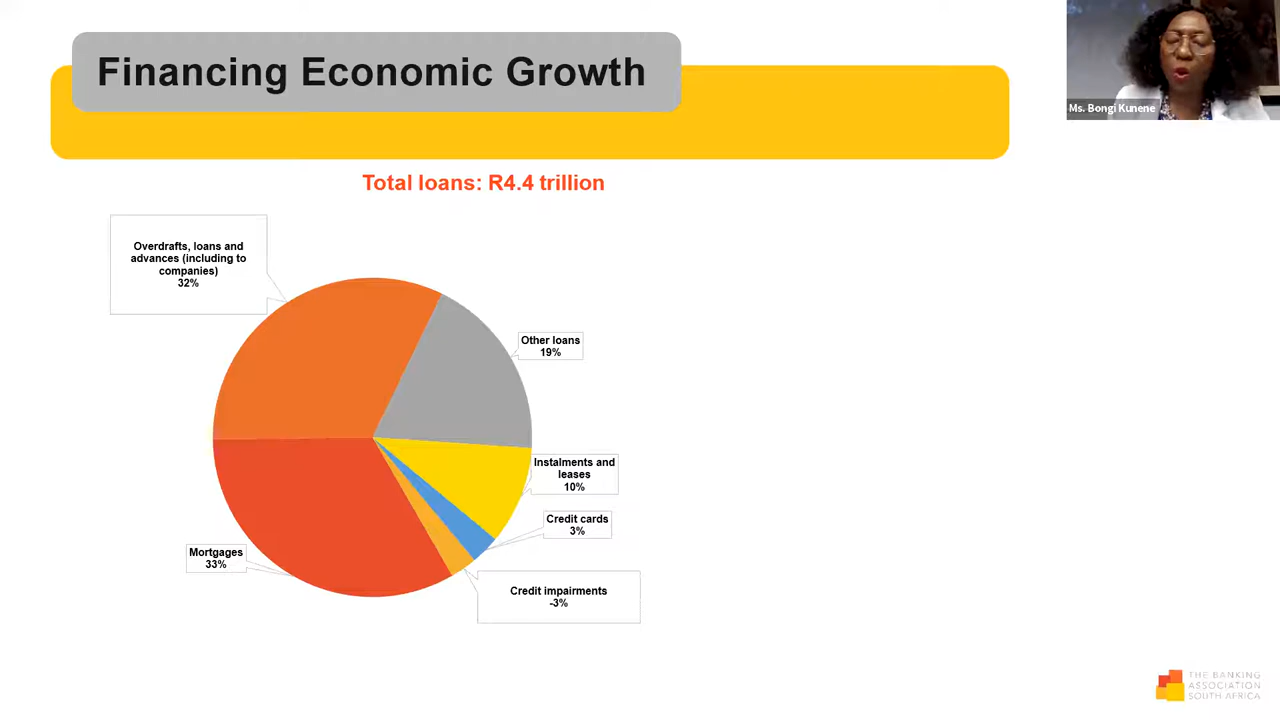 Financing Economic Growth
Ms. Bongi Kunene
Total loans: R4.4 trillion
Overdrafts, loans and
advances (including to
companies)
32%
Other loans
19%
Instalments and
leases
10%
Credit cards
3%
Mortgages
33%
Credit impairments
-3%
THE BANKING
ASSOCIATION
SOUTH AFRICA